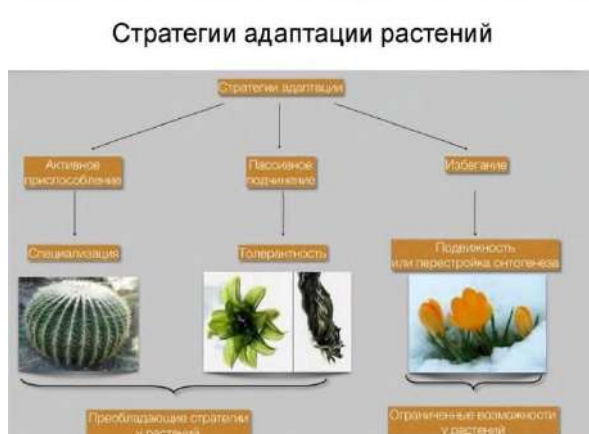 Стратегии адаптации растений
Стратегии адаптации
Активное
приспособление
Пассивное
подчинение
Избегание
Специализация
Толерантность
Подвижность
или перестройка онтогенеза
Преобладающие стратегии
у растений
Ограниченные возможности
у растений